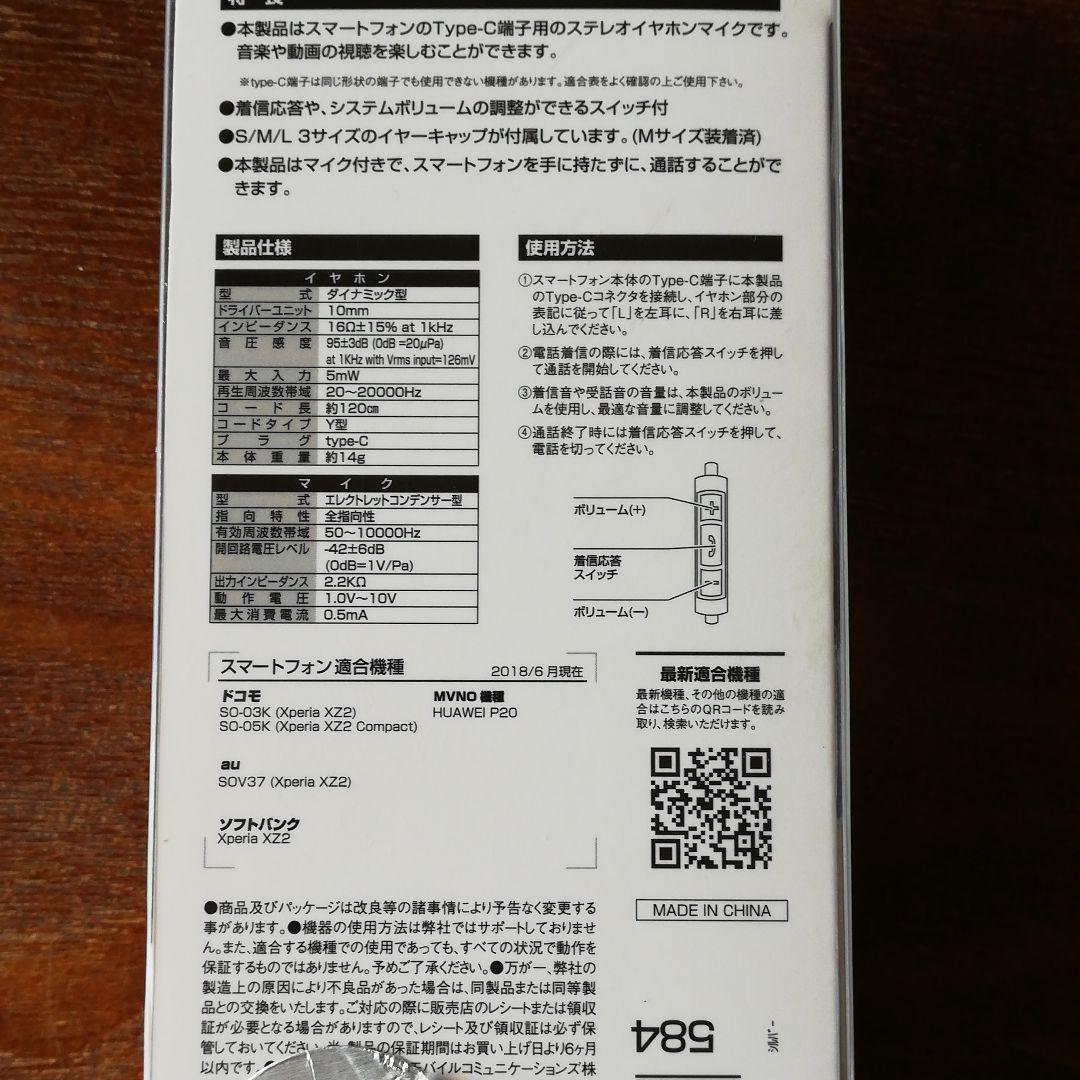 特 長
●本製品はスマートフォンのType-C端子用のステレオイヤホンマイクです。
音楽や動画の視聴を楽しむことができます。
※type-C端子は同じ形状の端子でも使用できない機種があります。適合表をよく確認の上ご使用下さい。
●着信応答や、システムボリュームの調整ができるスイッチ付
●S/M/L 3サイズのイヤーキャップが付属しています。(Mサイズ装着済)
●本製品はマイク付きで、スマートフォンを手に持たずに、通話することがで
きます。
製品仕様
イヤホン
型式 ダイナミック型
ドライバーユニット 10mm
インピーダンス 16Ω±15% at 1kHz
音圧感度 95±3dB (0dB =20μPa)
at 1KHz with Vrms input=126mV
最大入力 5mW
再生周波数帯域 20〜20000Hz
コード長 約120㎝
コードタイプ Y型
プラグ type-C
本体重量 約14g
マイク
型式 エレクトレットコンデンサー型
指向特性 全指向性
有効周波数帯域 50〜10000Hz
開回路電圧レベル -42±6dB
(0dB=1V/Pa)
出力インピーダンス 2.2KΩ
動作電圧 1.0V〜10V
最大消費電流 0.5mA
使用方法
①スマートフォン本体のType-C端子に本製品
のType-Cコネクタを接続し、イヤホン部分の
表記に従って「L」を左耳に、「R」を右耳に差
し込んでください。
②電話着信の際には、着信応答スイッチを押し
て通話を開始してください。
③着信音や受話音の音量は、本製品のボリュー
ムを使用し、最適な音量に調整してください。
④通話終了時には着信応答スイッチを押して、
電話を切ってください。
ボリューム(+)
着信応答
スイッチ
ボリューム(ー)
スマートフォン適合機種 2018/6月現在
ドコモ
SO-03K (Xperia XZ2)
SO-05K (Xperia XZ2 Compact)
MVNO機種
HUAWEI P20
au
SOV37 (Xperia XZ2)
ソフトバンク
Xperia XZ2
最新適合機種
最新機種、その他の機種の適
合はこちらのQRコードを読み
取り、検索いただけます。
MADE IN CHINA
584
シルバー
●商品及びパッケージは改良等の諸事情により予告なく変更する
事があります。●機器の使用方法は弊社ではサポートしておりませ
ん。また、適合する機種での使用であっても、すべての状況で動作を
保証するものではありません。予めご了承ください。●万が一、弊社の
製造上の原因により不良品があった場合は、同製品または同等製
品との交換をいたします。ご対応の際に販売店のレシートまたは領収
証が必要となる場合がありますので、レシート及び領収証は必ず保
管しておいてください。 製品の保証期間はお買い上げ日より6ヶ月
以内です。 モバイルコミュニケーションズ株